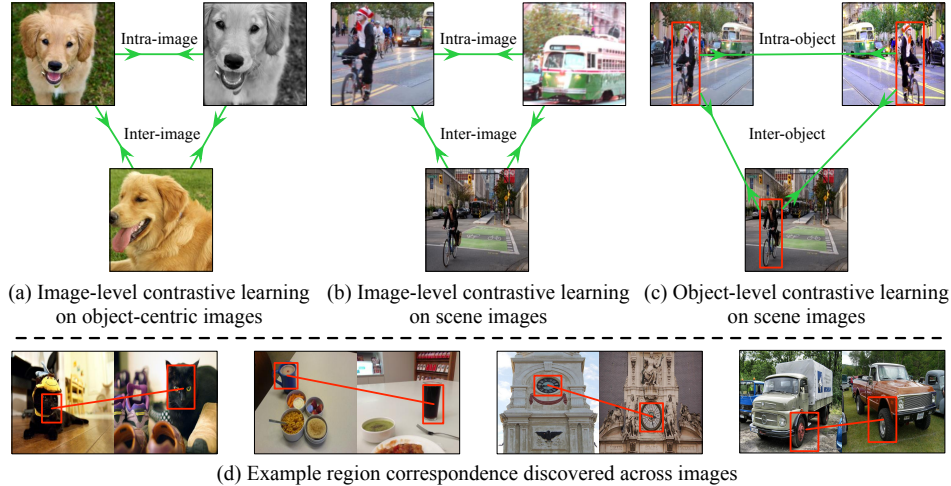 Intra-image
Inter-image
Intra-image
Inter-image
Intra-object
Inter-object
(a) Image-level contrastive learning
on object-centric images
(b) Image-level contrastive learning
on scene images
(c) Object-level contrastive learning
on scene images
(d) Example region correspondence discovered across images